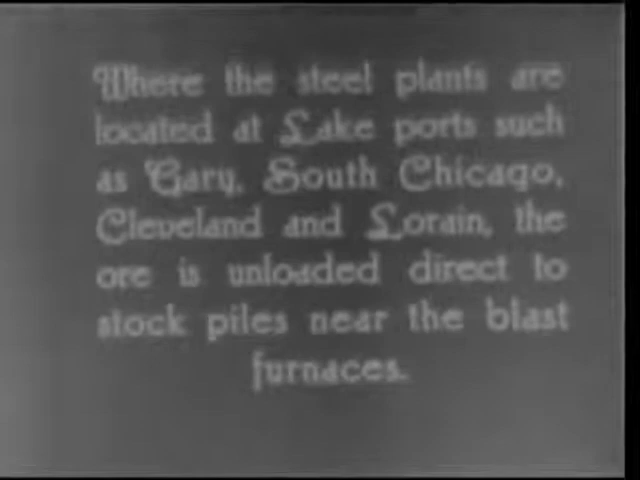 Where the steel plants are
located at Lake ports such
as Gary, South Chicago,
Cleveland and Lorain, the
ore is unloaded direct to
stock piles near the blast
furnaces.